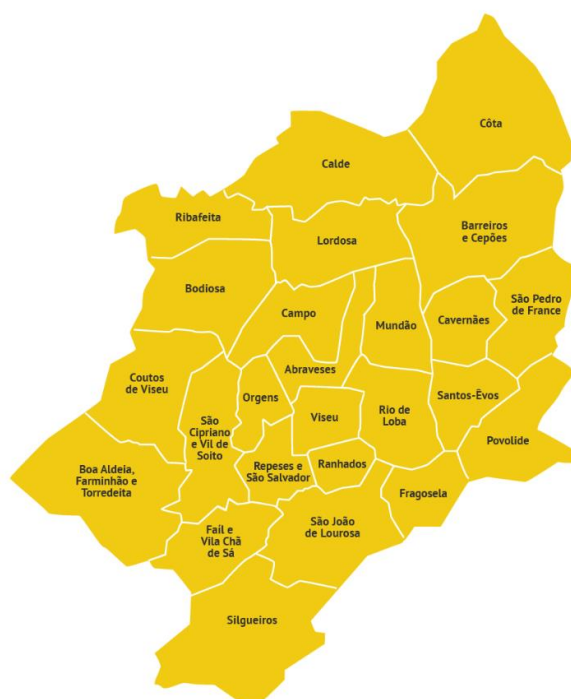 Côta
Calde
Ribafeita
Lordosa
Barreiros
e Cepões
Bodiosa
São Pedro
de France
Campo
Mundão
Cavernães
Abraveses
Coutos
de Viseu
Orgens
Santos-Êvos
São
Cipriano
e Vil de
Soito
Viseu
Rio de
Loba
Povolide
Boa Aldeia,
Farminhão e
Torredeita
Repeses e
São Salvador
Ranhados
Fragosela
Fail e
Vila Chã
de Sá
São João
de Lourosa
Silgueiros